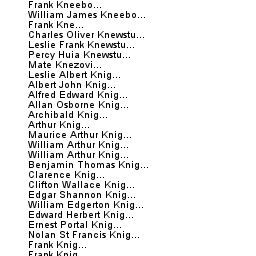 Frank Kneebo...
William James Kneebo...
Frank Kne...
Charles Oliver Knewstu...
Leslie Frank Knewstu...
Percy Huia Knewstu...
Mate Knezovi...
Leslie Albert Knig...
Albert John Knig...
Alfred Edward Knig...
Allan Osborne Knig...
Archibald Knig...
Arthur Knig...
Maurice Arthur Knig...
William Arthur Knig...
William Arthur Knig...
Benjamin Thomas Knig...
Clarence Knig...
Clifton Wallace Knig...
Edgar Shannon Knig...
William Edgerton Knig...
Edward Herbert Knig...
Ernest Portal Knig...
Nolan St Francis Knig...
Frank Knig...
Frank Knig...